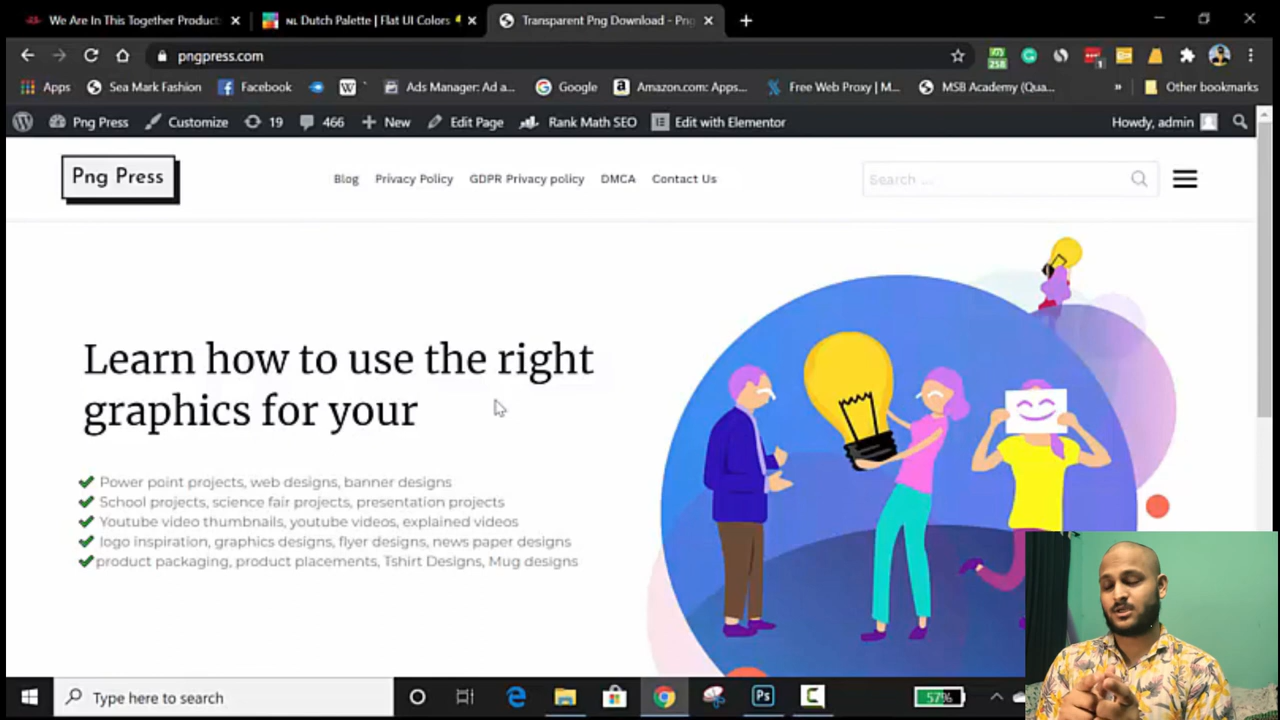 We Are In This Together Product
NL Dutch Palette | Flat UI Colors
Transparent Png Download - Png
pngpress.com
258
1
Apps
Sea Mark Fashion
Facebook
W
Ads Manager: Ad a...
Google
Amazon.com: Apps...
Free Web Proxy | M...
MSB Academy (Qua...
»
Other bookmarks
Png Press
Customize
19
466
New
Edit Page
Rank Math SEO
Edit with Elementor
Howdy, admin
Png Press
Blog
Privacy Policy
GDPR Privacy policy
DMCA
Contact Us
Search ...
Learn how to use the right
graphics for your
Power point projects, web designs, banner designs
School projects, science fair projects, presentation projects
Youtube video thumbnails, youtube videos, explained videos
logo inspiration, graphics designs, flyer designs, news paper designs
product packaging, product placements, Tshirt Designs, Mug designs
Type here to search
Ps
57%